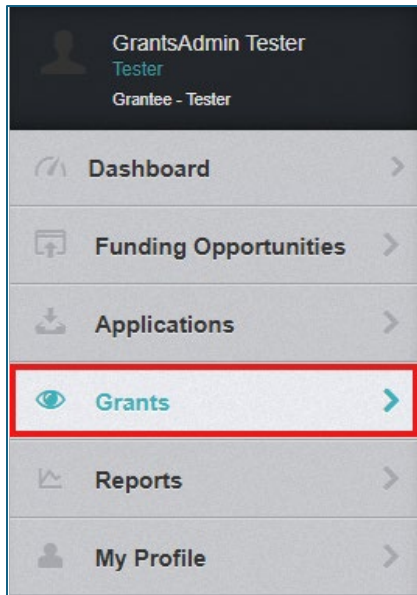 GrantsAdmin Tester
Tester
Grantee - Tester
Dashboard
Funding Opportunities
Applications
Grants
Reports
My Profile